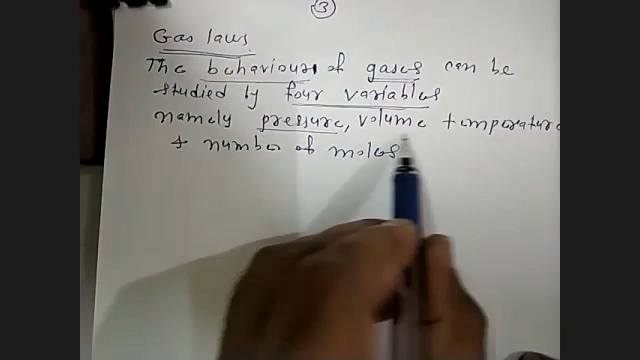 3
Gas laws
The behaviour of gases can be
studied by four variables
namely pressure, volume temperature
& number of moles